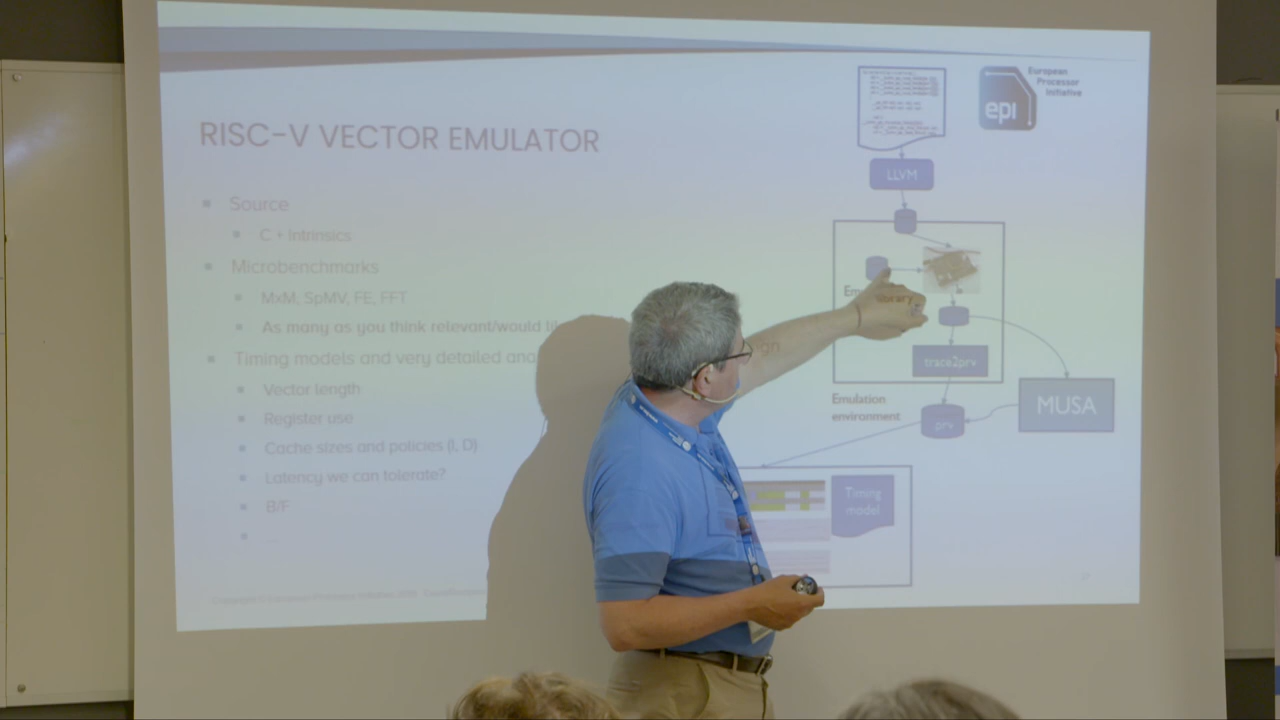 European
Processor
Initiative
epi
RISC-V VECTOR EMULATOR
LLVM
Source
C + Intrinsics
Microbenchmarks
MxM, SpMV, FE, FFT
library
As many as you think relevant/would
Timing models and very detailed
trace2prv
Vector length
MUSA
Emulation
environment
Register use
.prv
Cache sizes and policies (I, D)
Latency we can tolerate?
Timing
model
B/F
...